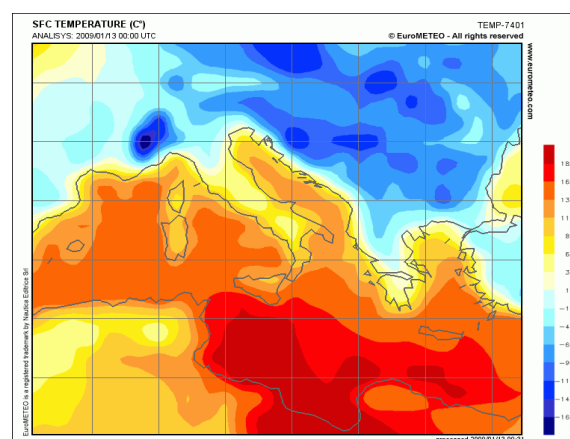 SFC TEMPERATURE (C°)
TEMP-7401
ANALISYS: 2009/01/13 00:00 UTC
© EuroMETEO - All rights reserved
www.eurometeo.com
EuroMETEO is a registered trademark by Nautica Editrice Srl
18
16
13
11
9
6
3
1
-1
-4
-6
-9
-11
-14
-16